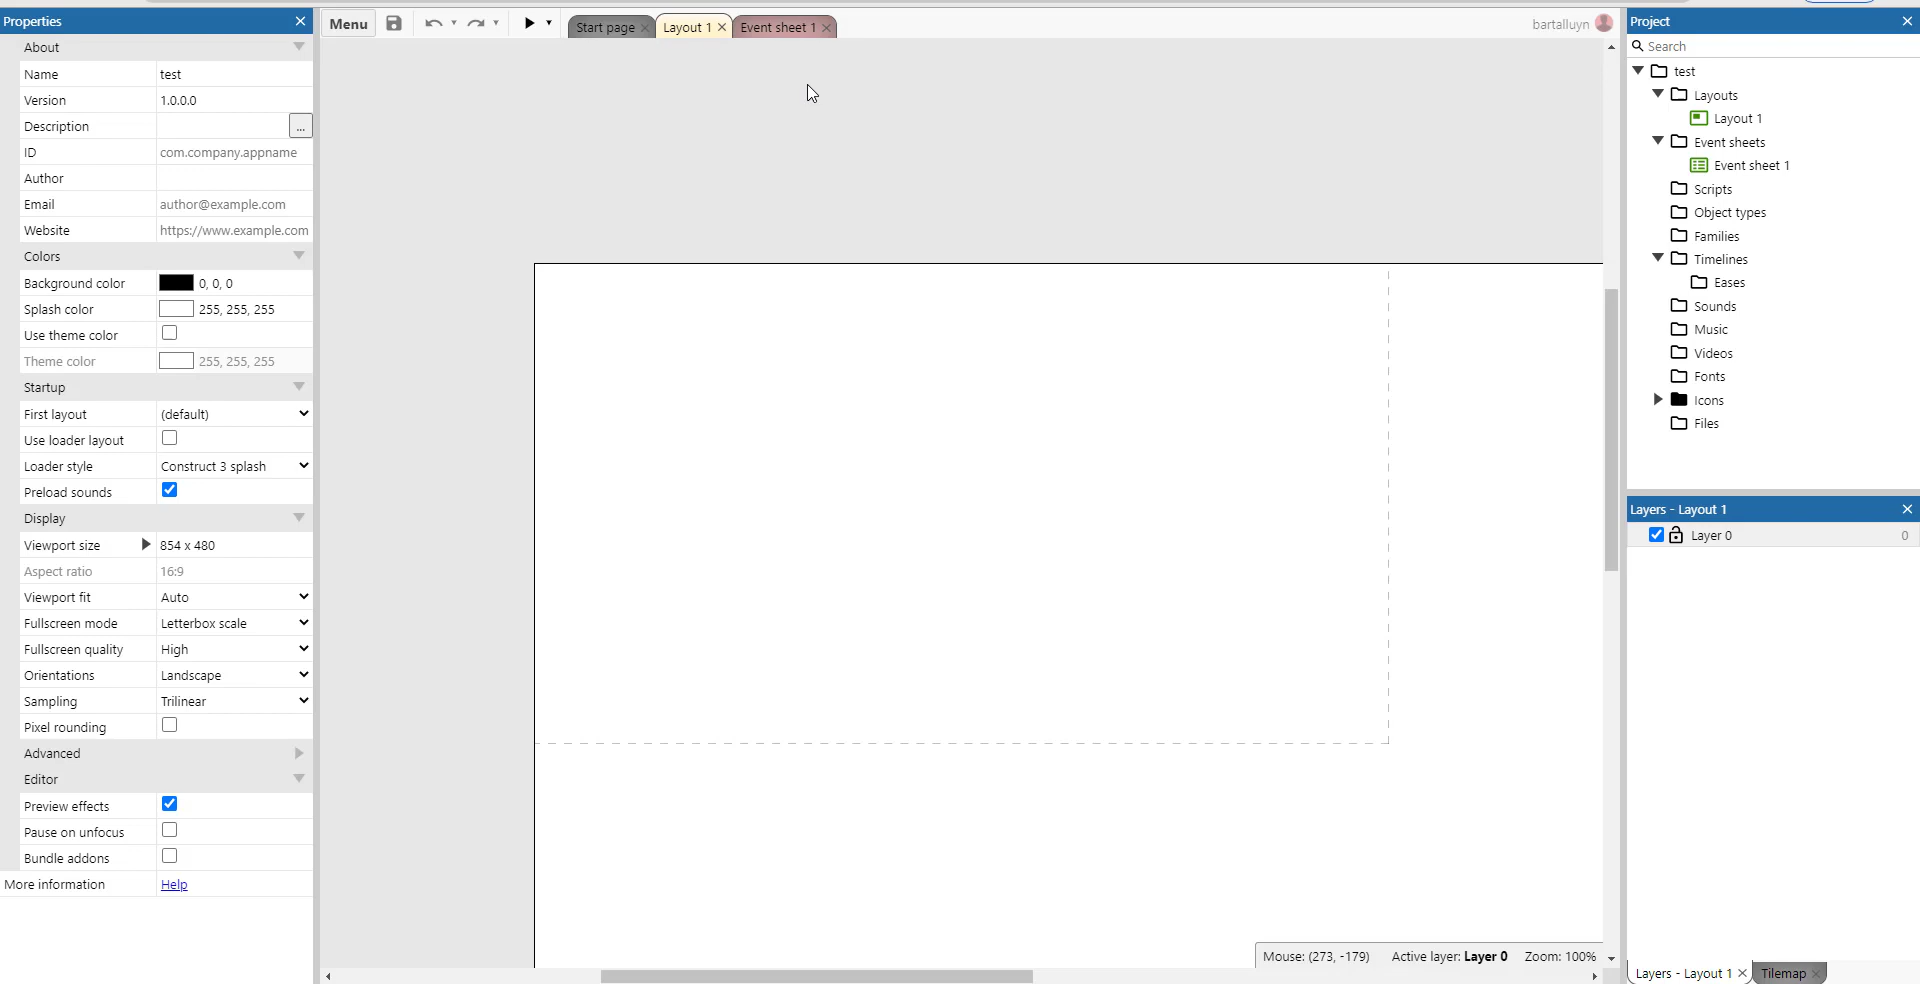 Properties
About
Name test
Version 1.0.0.0
Description ...
ID com.company.appname
Author
Email author@example.com
Website https://www.example.com
Colors
Background color 0, 0, 0
Splash color 255, 255, 255
Use theme color
Theme color 255, 255, 255
Startup
First layout (default)
Use loader layout
Loader style Construct 3 splash
Preload sounds
Display
Viewport size 854 x 480
Aspect ratio 16:9
Viewport fit Auto
Fullscreen mode Letterbox scale
Fullscreen quality High
Orientations Landscape
Sampling Trilinear
Pixel rounding
Advanced
Editor
Preview effects
Pause on unfocus
Bundle addons
More information Help
Menu
Start page Layout 1 Event sheet 1
bartalluyn
Mouse: (273, -179) Active layer: Layer 0 Zoom: 100%
Project
Search
test
Layouts
Layout 1
Event sheets
Event sheet 1
Scripts
Object types
Families
Timelines
Eases
Sounds
Music
Videos
Fonts
Icons
Files
Layers - Layout 1
Layer 0 0
Layers - Layout 1 Tilemap